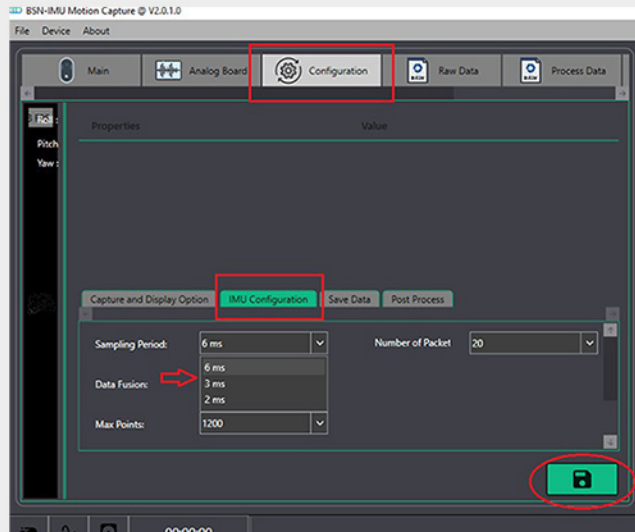 BSN-IMU Motion Capture @ V2.0.1.0
File Device About
Main Analog Board Configuration Raw Data Process Data
Roll :
Properties Value
Pitch
Yaw :
Capture and Display Option IMU Configuration Save Data Post Process
Sampling Period: 6 ms Number of Packet 20
6 ms
Data Fusion: 3 ms
2 ms
Max Points: 1200
00:00:00